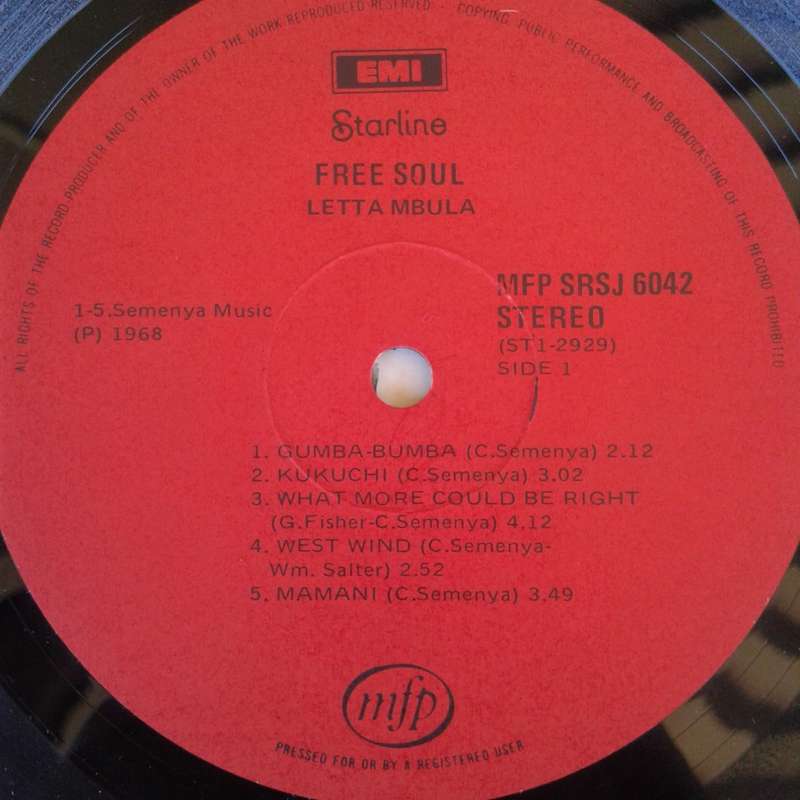 ALL RIGHTS OF THE RECORD PRODUCER AND OF THE OWNER OF THE WORK REPRODUCED RESERVED. - COPYING, PUBLIC PERFORMANCE AND BROADCASTING OF THIS RECORD PROHIBITED
EMI
Starline
FREE SOUL
LETTA MBULA
1-5.Semenya Music
(P) 1968
MFP SRSJ 6042
STEREO
(ST1-2929)
SIDE 1
1. GUMBA-BUMBA (C.Semenya) 2.12
2. KUKUCHI (C.Semenya) 3.02
3. WHAT MORE COULD BE RIGHT
(G.Fisher-C.Semenya) 4.12
4. WEST WIND (C.Semenya-
Wm. Salter) 2.52
5. MAMANI (C.Semenya) 3.49
mfp
PRESSED FOR OR BY A REGISTERED USER